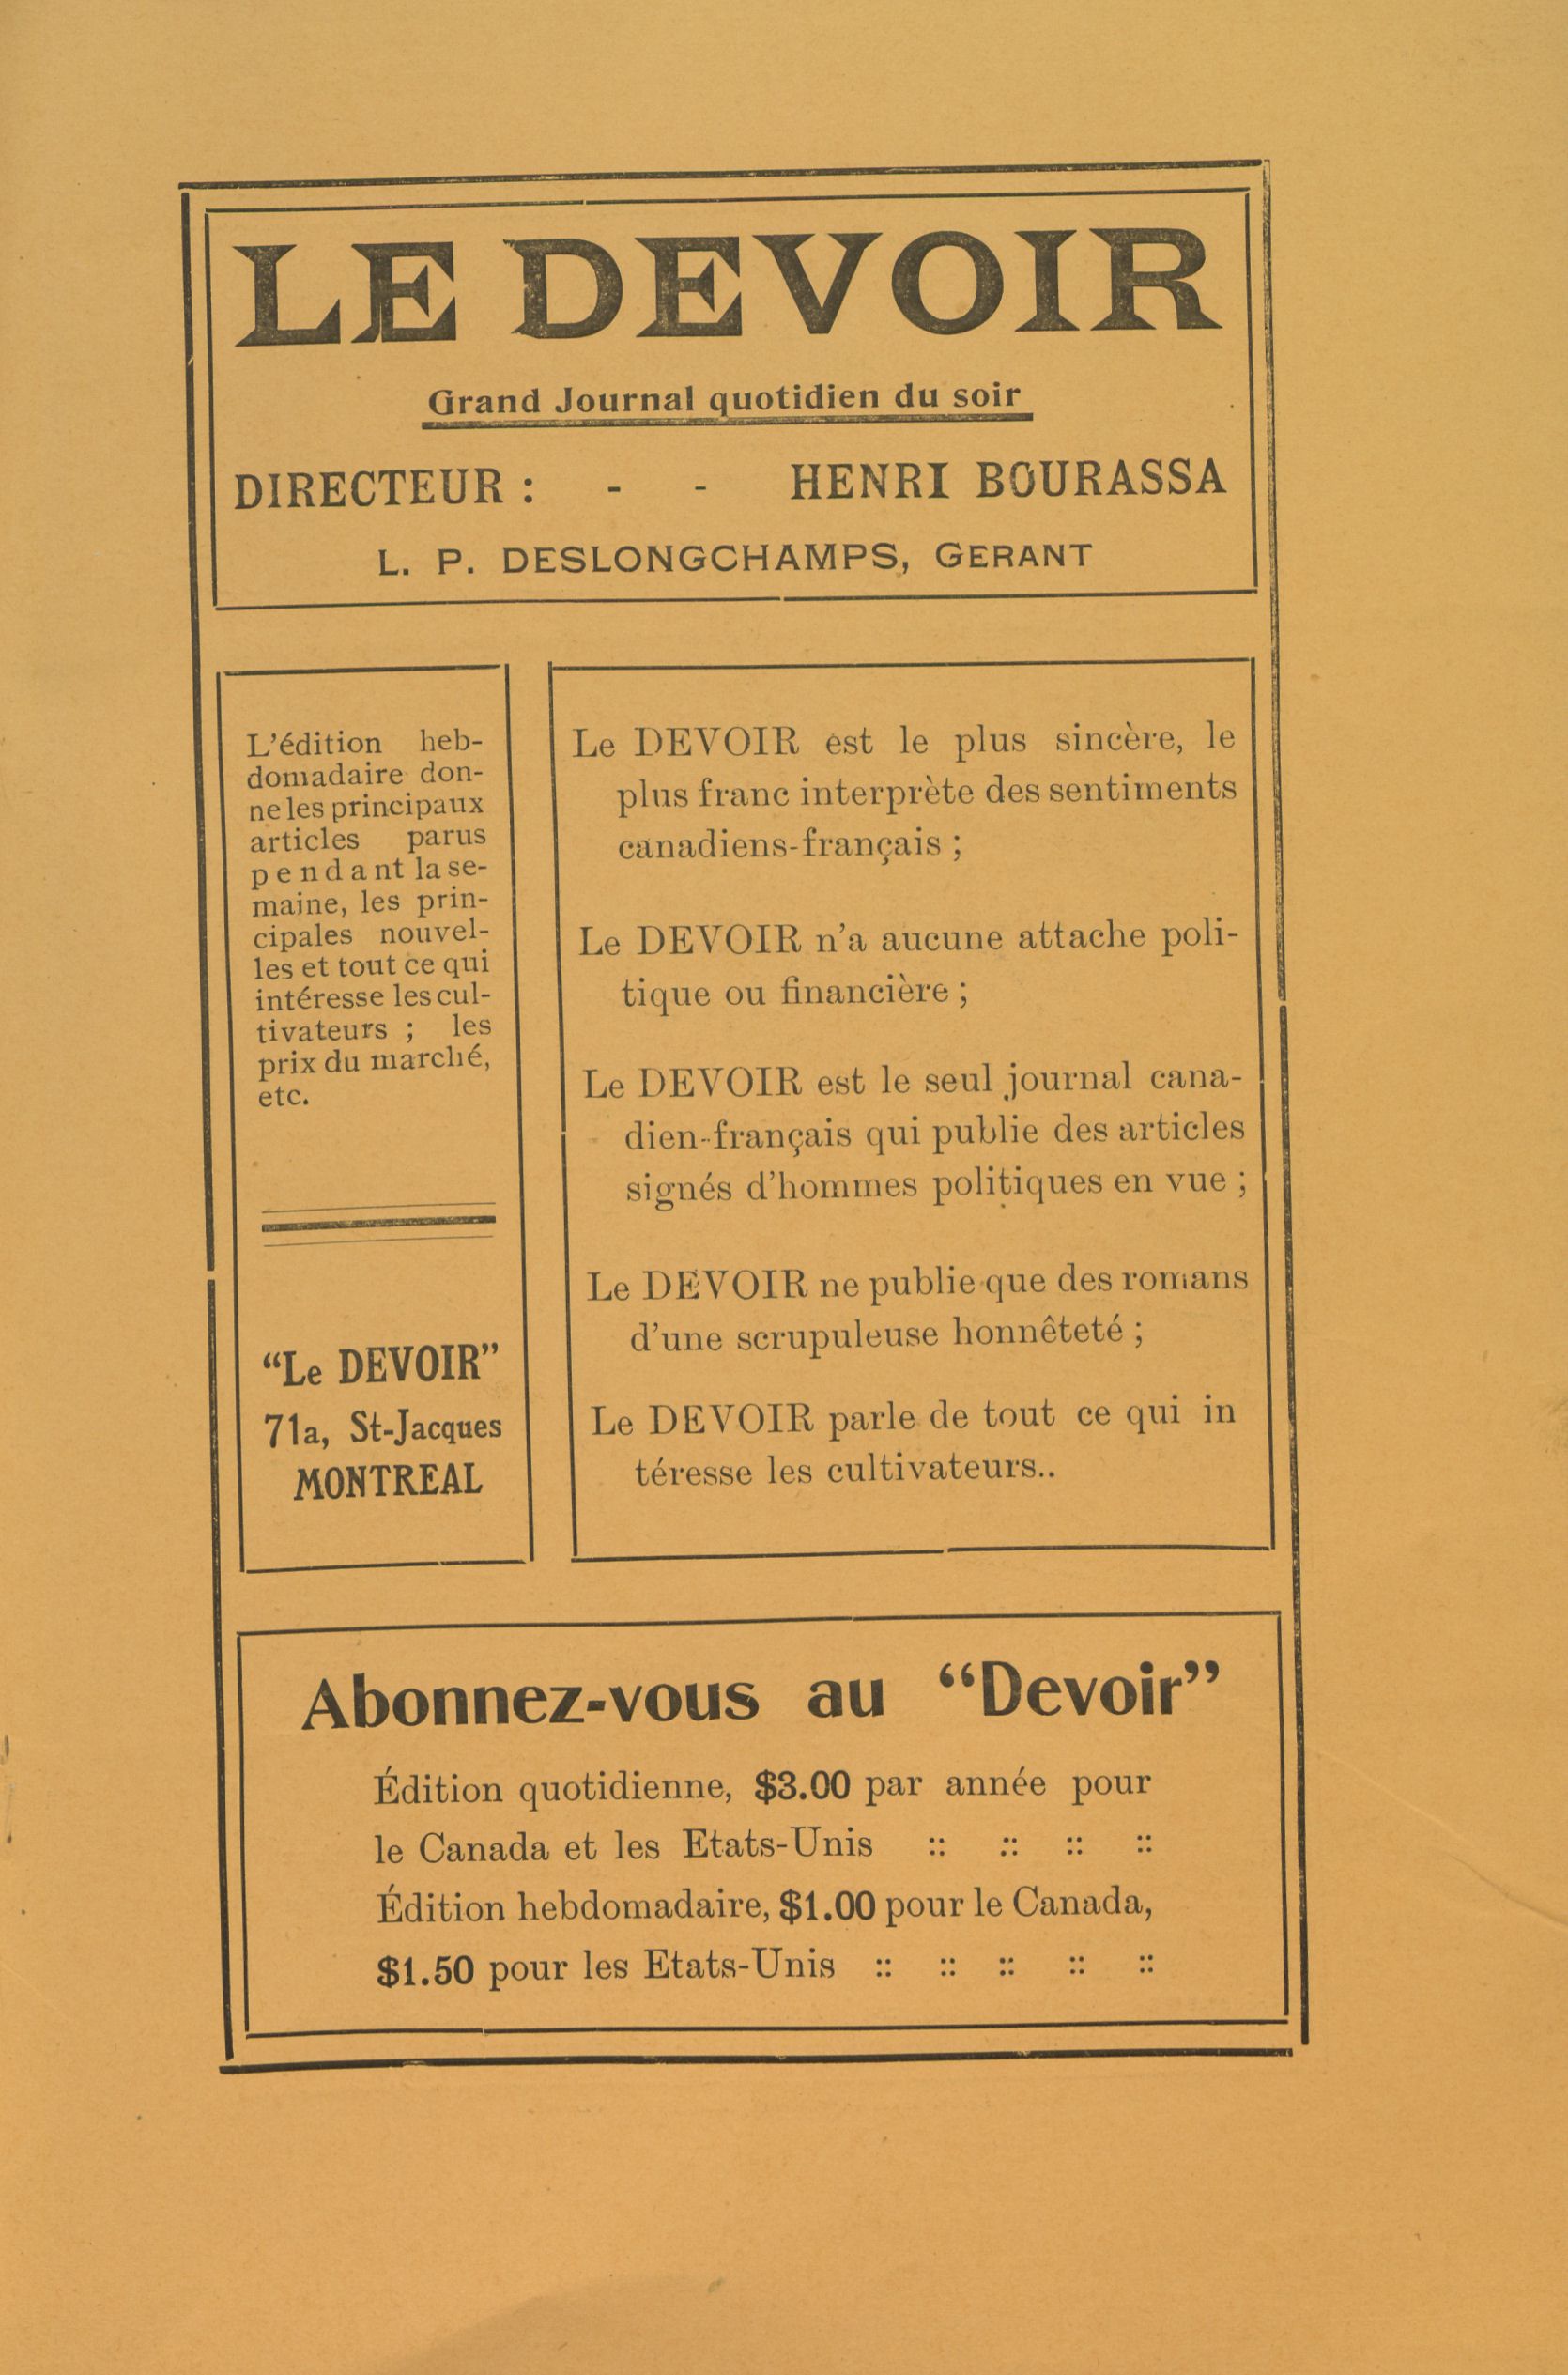 LE DEVOIR
Grand Journal quotidien du soir
DIRECTEUR : - - HENRI BOURASSA
L. P. DESLONGCHAMPS, GERANT
L'édition heb-
domadaire don-
ne les principaux
articles parus
pendant la se-
maine, les prin-
cipales nouvel-
les et tout ce qui
intéresse les cul-
tivateurs ; les
prix du marché,
etc.
“Le DEVOIR”
71a, St-Jacques
MONTREAL
Le DEVOIR est le plus sincère, le
plus franc interprète des sentiments
canadiens-français ;
Le DEVOIR n'a aucune attache poli-
tique ou financière ;
Le DEVOIR est le seul journal cana-
dien-français qui publie des articles
signés d'hommes politiques en vue ;
Le DEVOIR ne publie que des romans
d'une scrupuleuse honnêteté ;
Le DEVOIR parle de tout ce qui in
téresse les cultivateurs..
Abonnez-vous au “Devoir”
Édition quotidienne, $3.00 par année pour
le Canada et les Etats-Unis :: :: :: ::
Édition hebdomadaire, $1.00 pour le Canada,
$1.50 pour les Etats-Unis :: :: :: :: ::